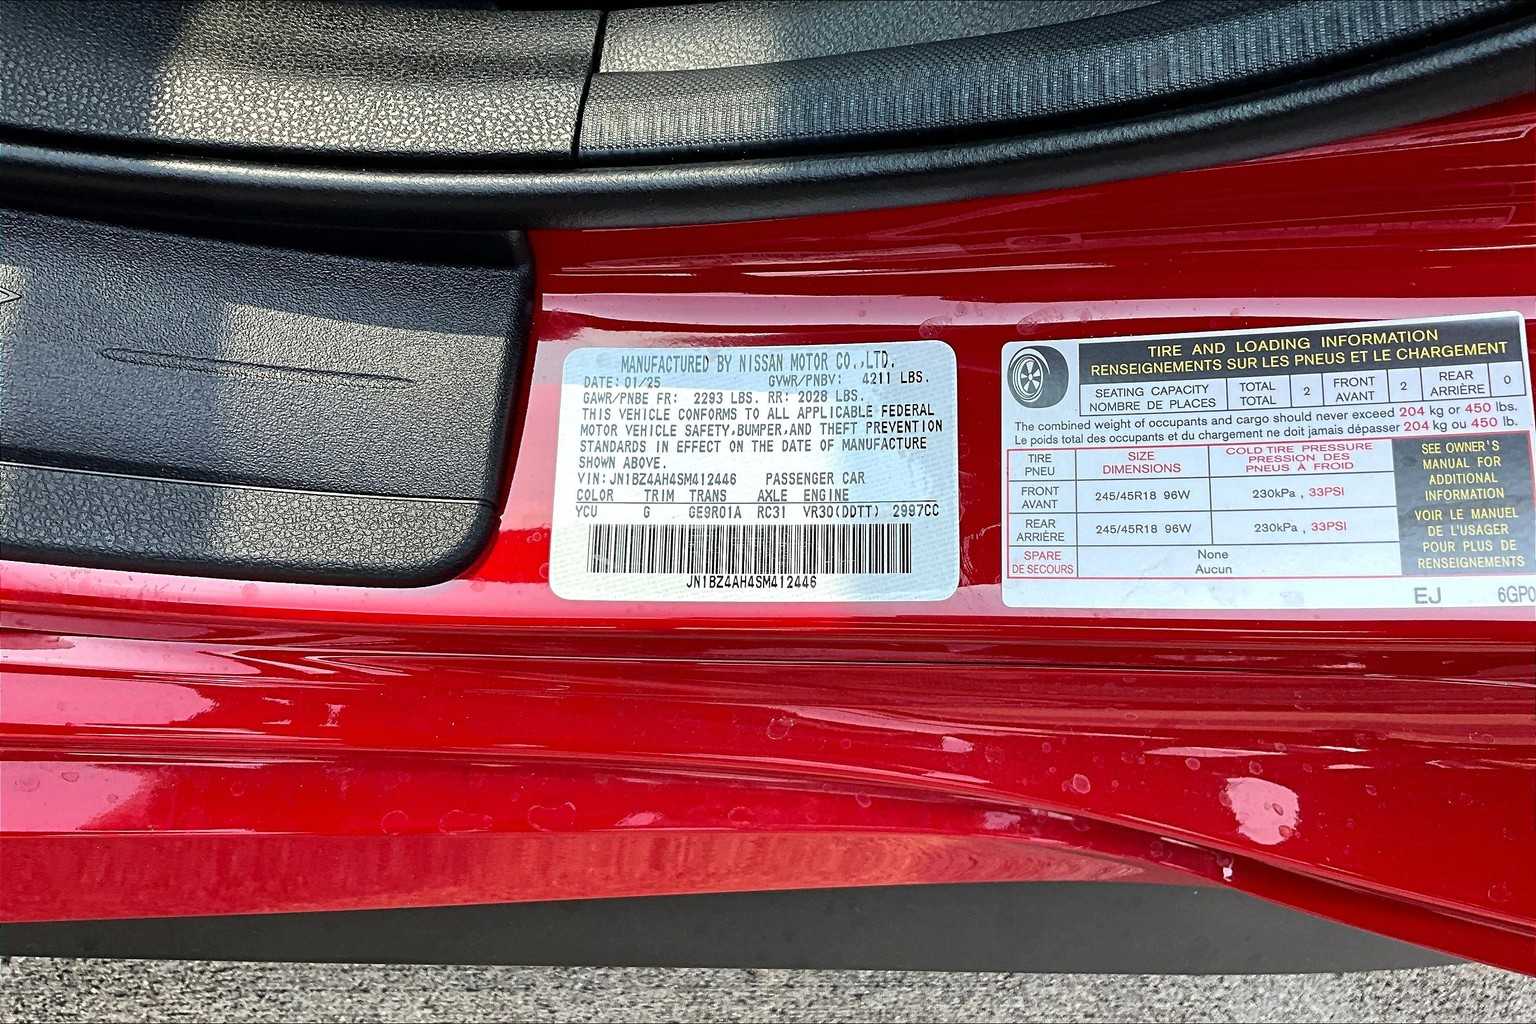 MANUFACTURED BY NISSAN MOTOR CO.,LTD.
DATE: 01/25 GVWR/PNBV: 4211 LBS.
GAWR/PNBE FR: 2293 LBS. RR: 2028 LBS.
THIS VEHICLE CONFORMS TO ALL APPLICABLE FEDERAL
MOTOR VEHICLE SAFETY,BUMPER,AND THEFT PREVENTION
STANDARDS IN EFFECT ON THE DATE OF MANUFACTURE
SHOWN ABOVE.
VIN: JN1BZ4AH4SM412446 PASSENGER CAR
COLOR TRIM TRANS AXLE ENGINE
YCU G GE9R01A RC31 VR30(DDTT) 2997CC
JN1BZ4AH4SM412446
TIRE AND LOADING INFORMATION
RENSEIGNEMENTS SUR LES PNEUS ET LE CHARGEMENT
SEATING CAPACITY TOTAL 2 FRONT 2 REAR 0
NOMBRE DE PLACES TOTAL AVANT ARRIÈRE
The combined weight of occupants and cargo should never exceed 204 kg or 450 lbs.
Le poids total des occupants et du chargement ne doit jamais dépasser 204 kg ou 450 lb.
TIRE SIZE COLD TIRE PRESSURE
PNEU DIMENSIONS PRESSION DES
PNEUS À FROID
FRONT
AVANT 245/45R18 96W 230kPa , 33PSI
REAR
ARRIÈRE 245/45R18 96W 230kPa , 33PSI
SPARE None
DE SECOURS Aucun
SEE OWNER'S
MANUAL FOR
ADDITIONAL
INFORMATION
VOIR LE MANUEL
DE L'USAGER
POUR PLUS DE
RENSEIGNEMENTS
EJ 6GP0